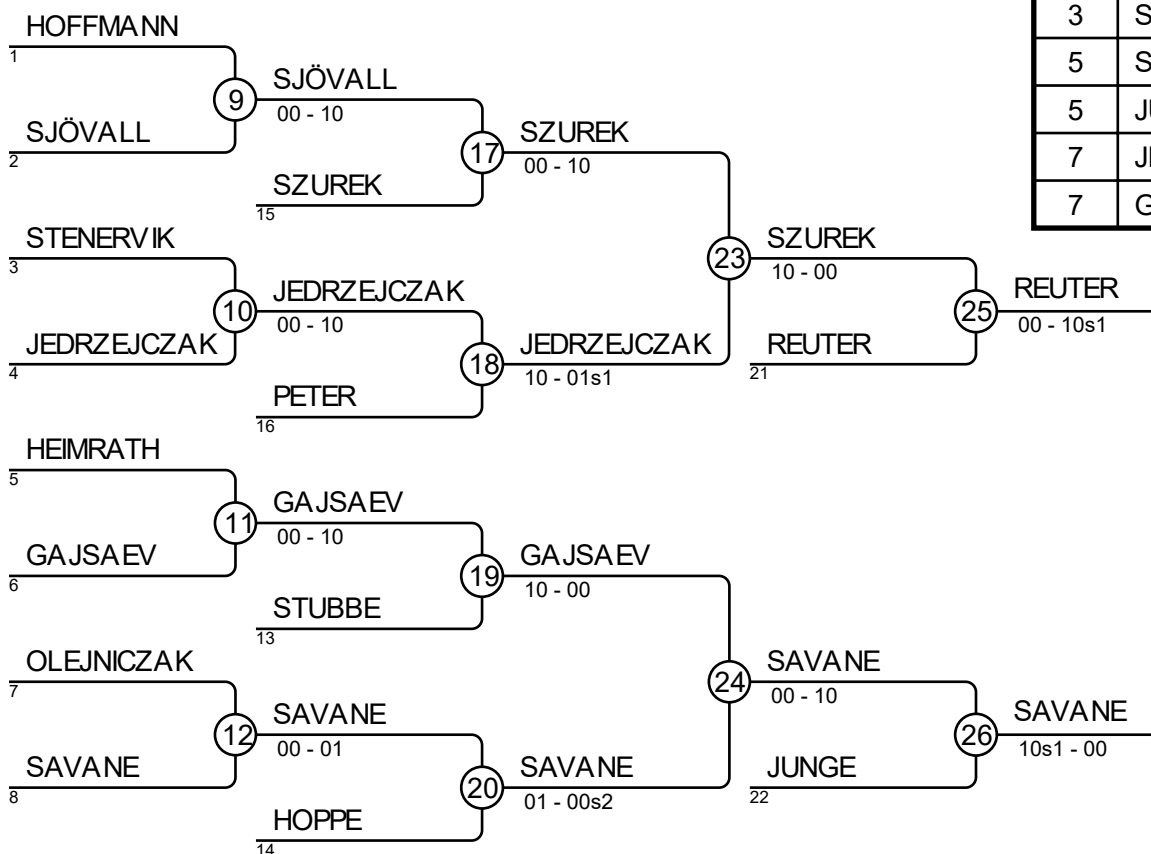 HOFFMANN
1
9
SJÖVALL
00 - 10
SJÖVALL
2
17
SZUREK
00 - 10
SZUREK
15
STENERVIK
3
23
SZUREK
10 - 00
10
JEDRZEJCZAK
00 - 10
25
REUTER
00 - 10s1
JEDRZEJCZAK
4
18
JEDRZEJCZAK
10 - 01s1
REUTER
21
PETER
16
HEIMRATH
5
11
GAJSAEV
00 - 10
GAJSAEV
6
19
GAJSAEV
10 - 00
STUBBE
13
OLEJNICZAK
7
24
SAVANE
00 - 10
12
SAVANE
00 - 01
26
SAVANE
10s1 - 00
SAVANE
8
20
SAVANE
01 - 00s2
JUNGE
22
HOPPE
14
3 S
5 S
5 JU
7 JE
7 G